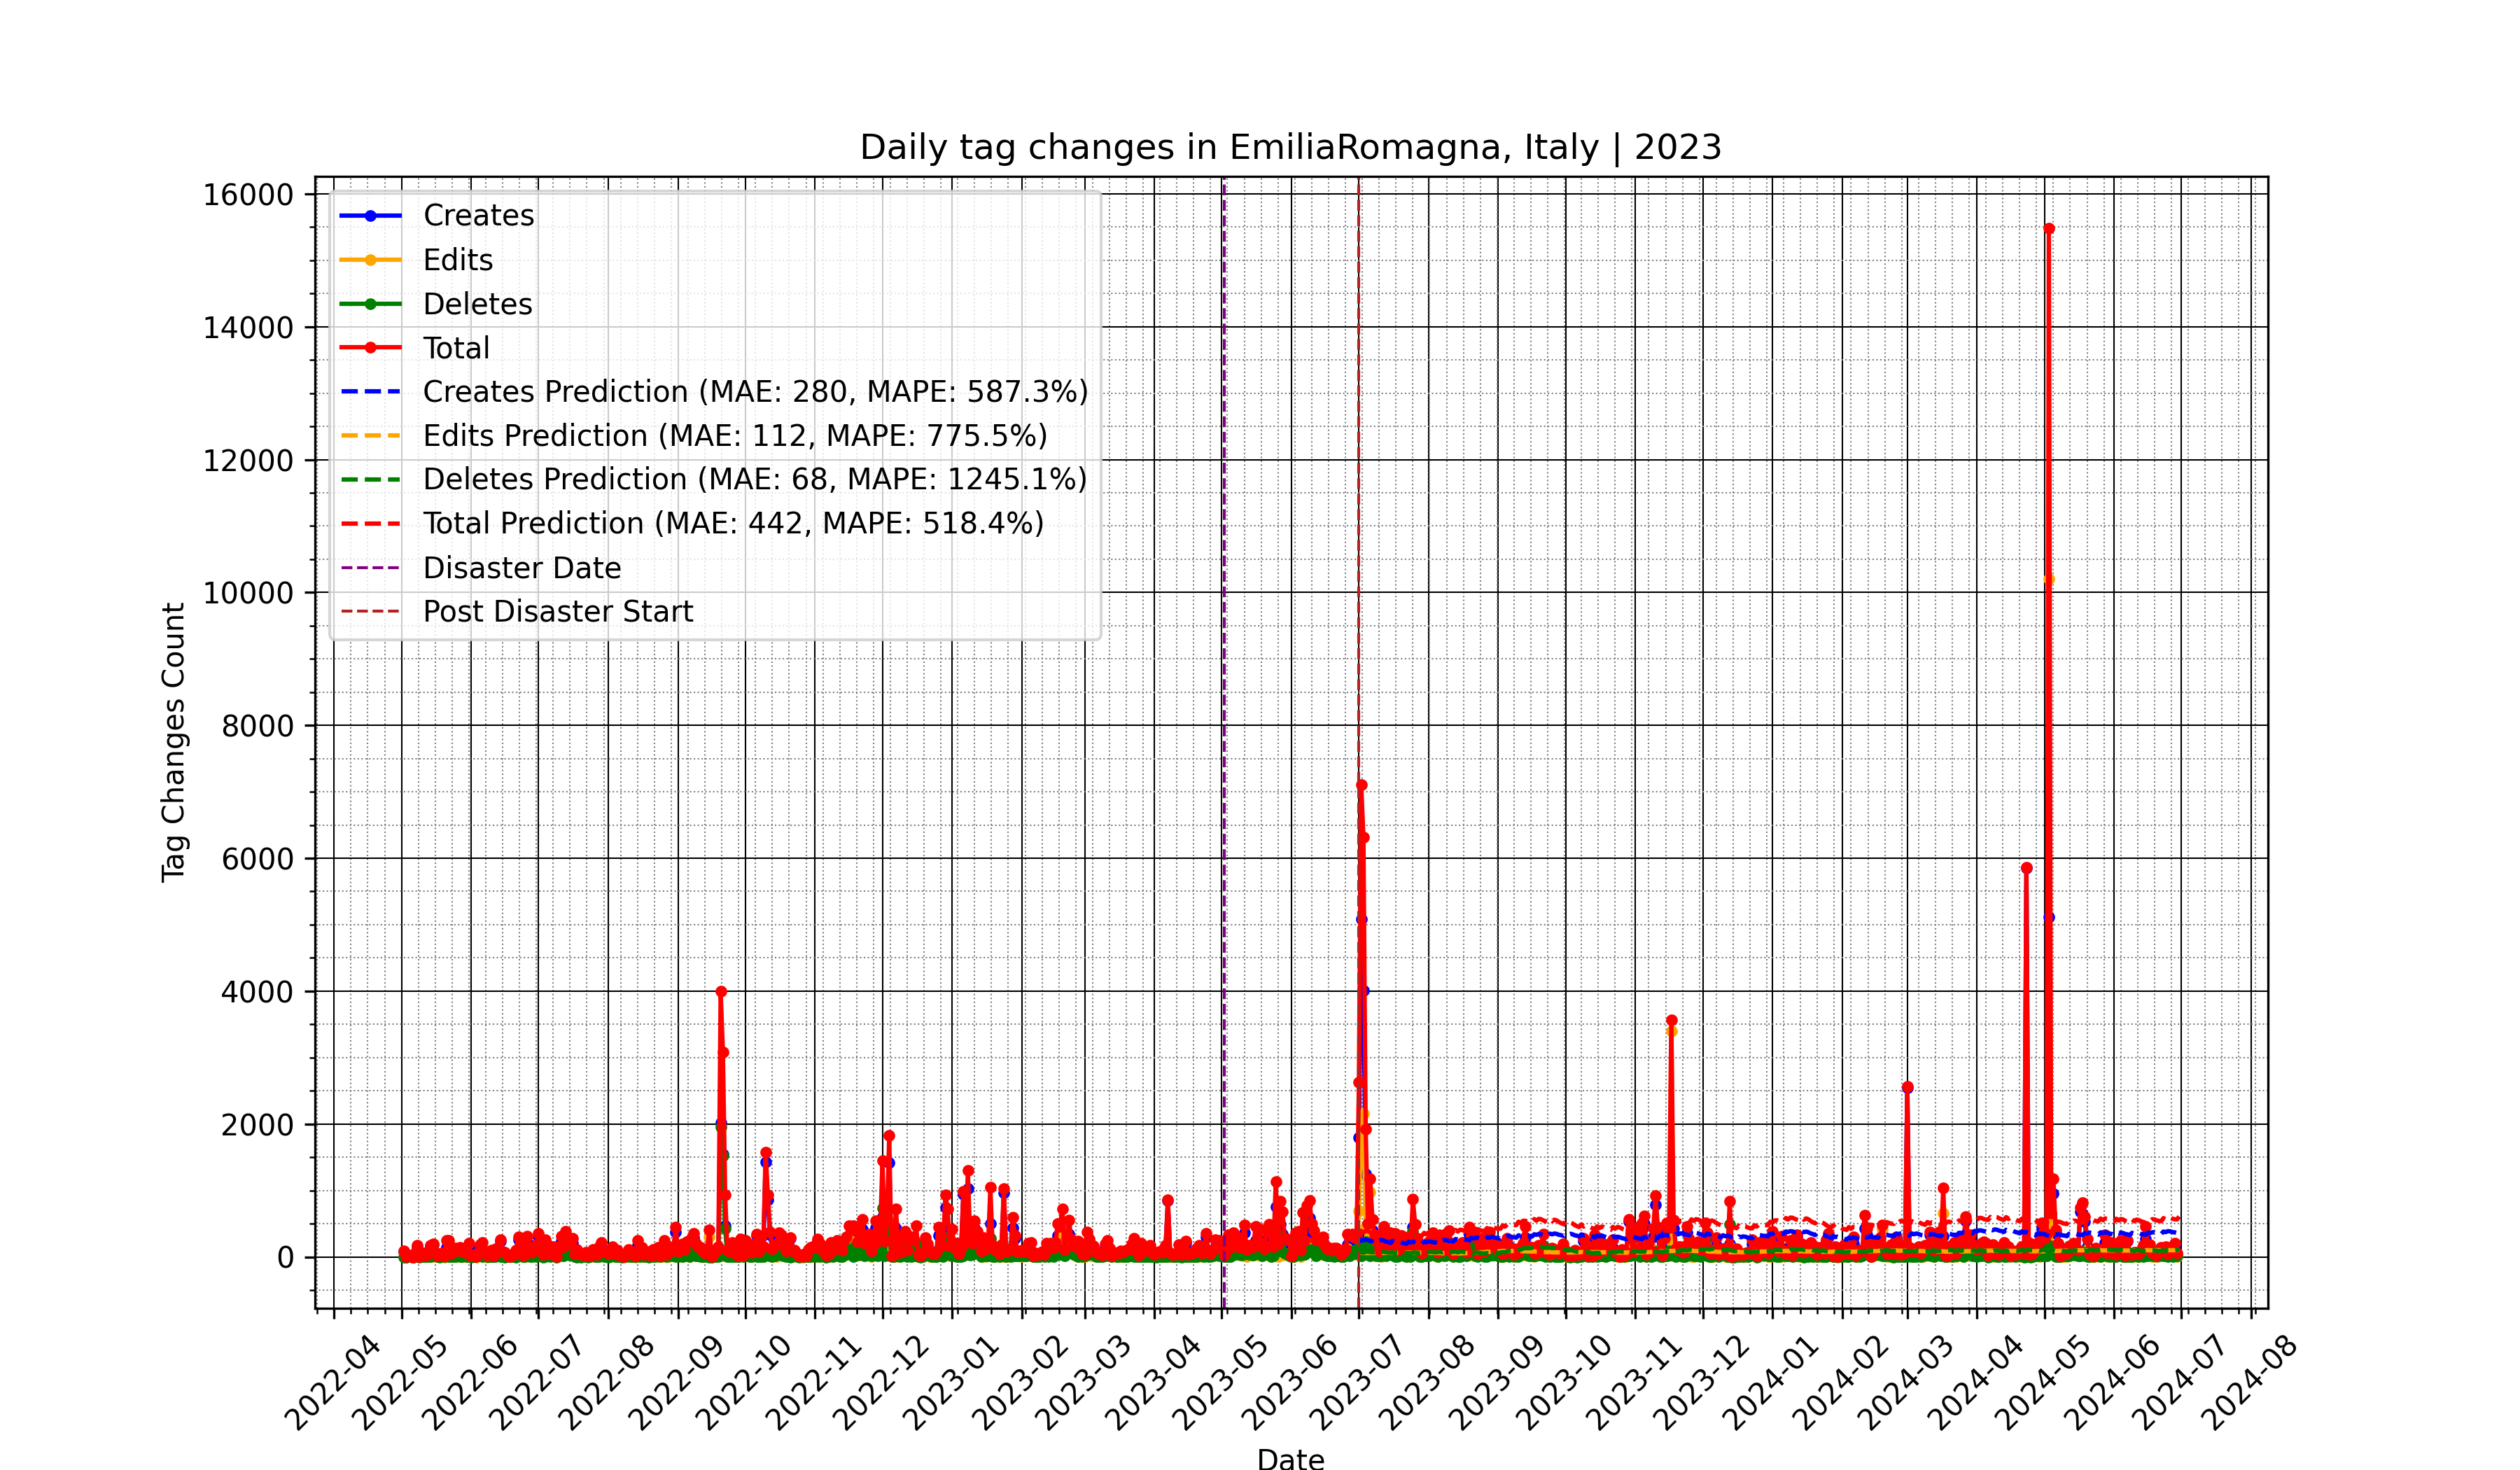 Daily tag changes in EmiliaRomagna, Italy | 2023
16000
14000
12000
10000
8000
6000
4000
2000
0
Tag Changes Count
Creates
Edits
Deletes
Total
Creates Prediction (MAE: 280, MAPE: 587.3%)
Edits Prediction (MAE: 112, MAPE: 775.5%)
Deletes Prediction (MAE: 68, MAPE: 1245.1%)
Total Prediction (MAE: 442, MAPE: 518.4%)
Disaster Date
Post Disaster Start
2022-04
2022-05
2022-06
2022-07
2022-08
2022-09
2022-10
2022-11
2022-12
2023-01
2023-02
2023-03
2023-04
2023-05
2023-06
2023-07
2023-08
2023-09
2023-10
2023-11
2023-12
2024-01
2024-02
2024-03
2024-04
2024-05
2024-06
2024-07
2024-08
Date